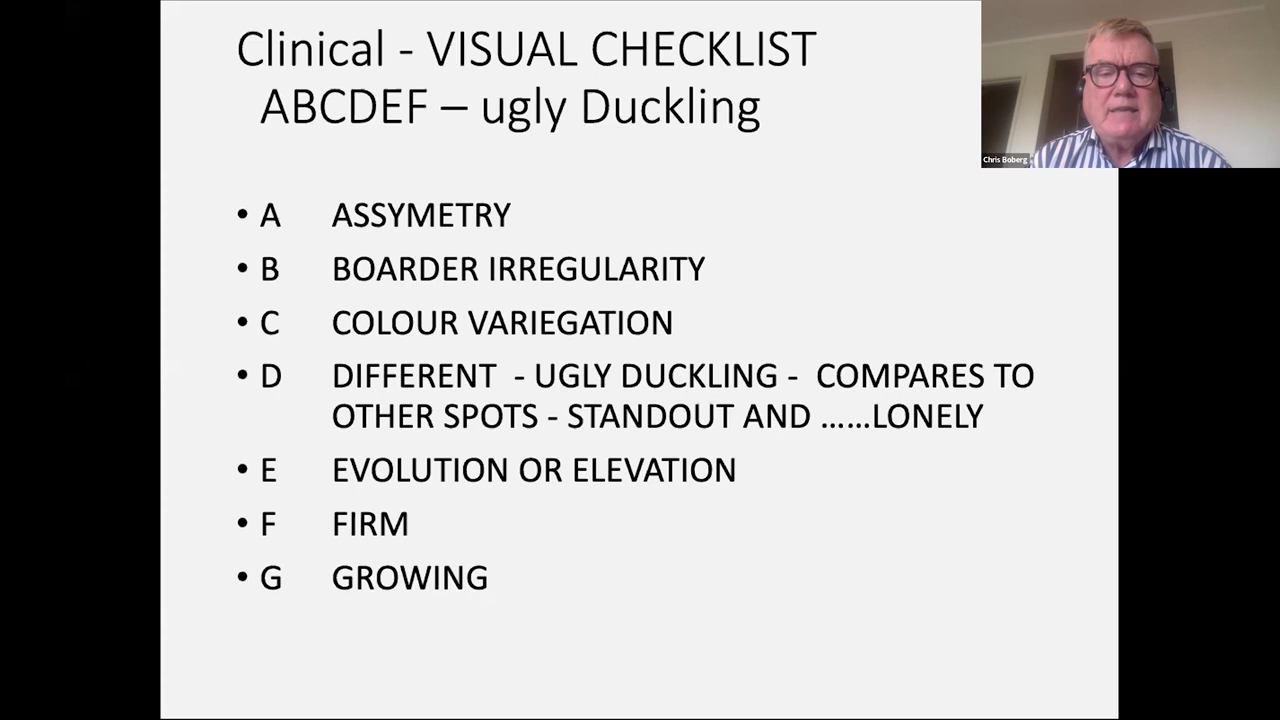 Clinical - VISUAL CHECKLIST
ABCDEF – ugly Duckling
Chris Boberg
• A ASSYMETRY
• B BOARDER IRREGULARITY
• C COLOUR VARIEGATION
• D DIFFERENT - UGLY DUCKLING - COMPARES TO
OTHER SPOTS - STANDOUT AND ……LONELY
• E EVOLUTION OR ELEVATION
• F FIRM
• G GROWING